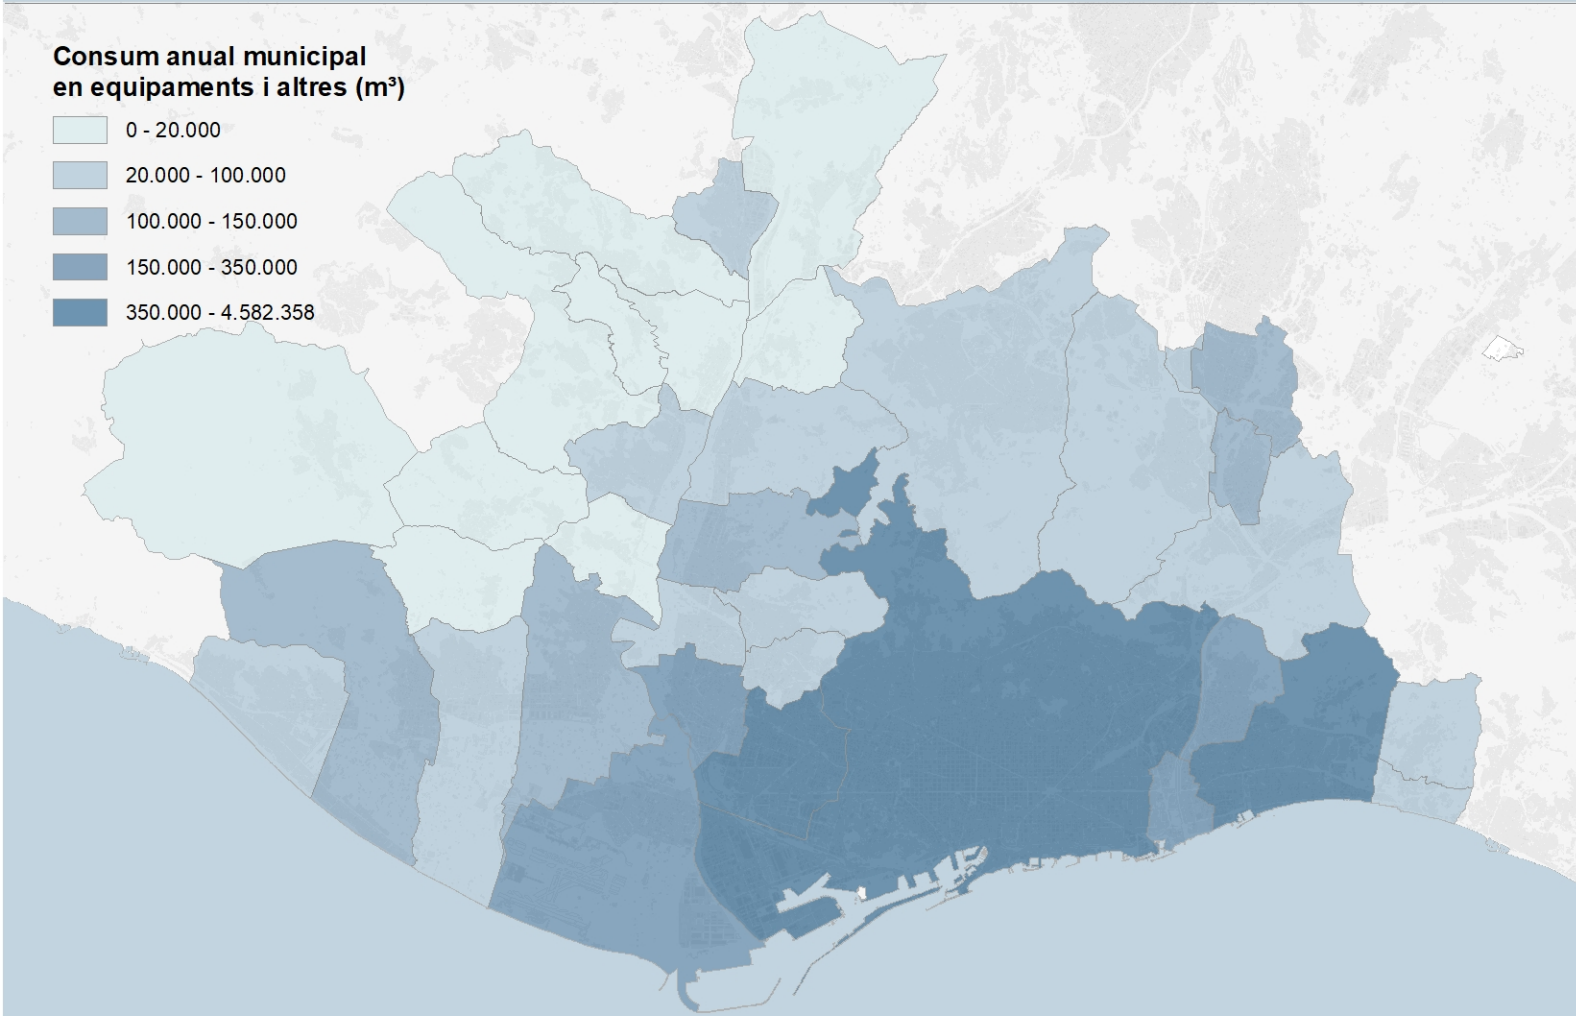 Consum anual municipal
en equipaments i altres (m³)
0 - 20.000
20.000 - 100.000
100.000 - 150.000
150.000 - 350.000
350.000 - 4.582.358